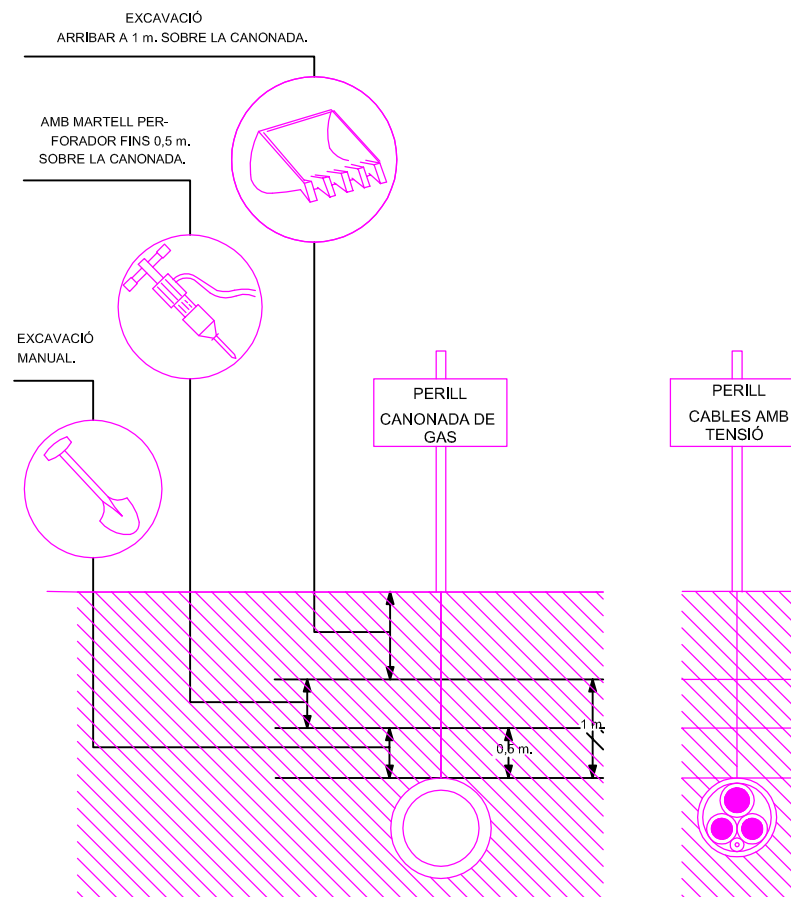 EXCAVACIÓ
ARRIBAR A 1 m. SOBRE LA CANONADA.
AMB MARTELL PER-
FORADOR FINS 0,5 m.
SOBRE LA CANONADA.
EXCAVACIÓ
MANUAL.
PERILL
CANONADA DE
GAS
PERILL
CABLES AMB
TENSIÓ
1 m.
0,5 m.